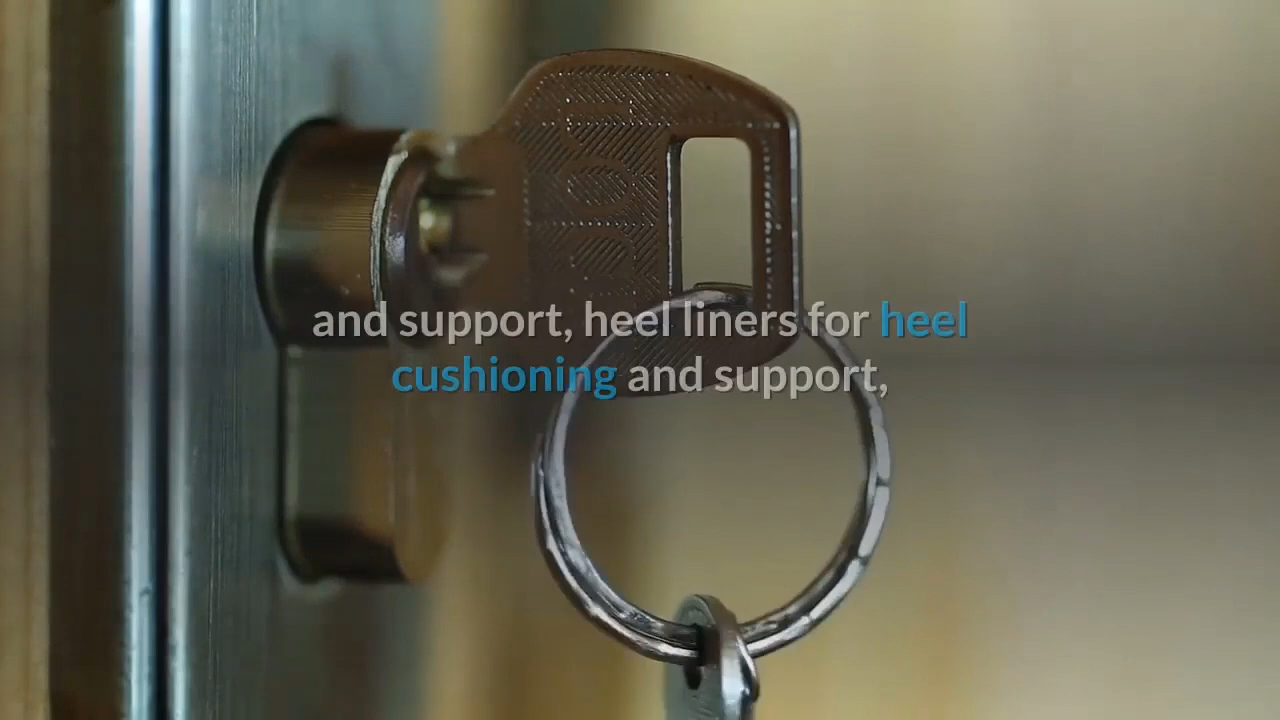 and support, heel liners for heel
cushioning and support,